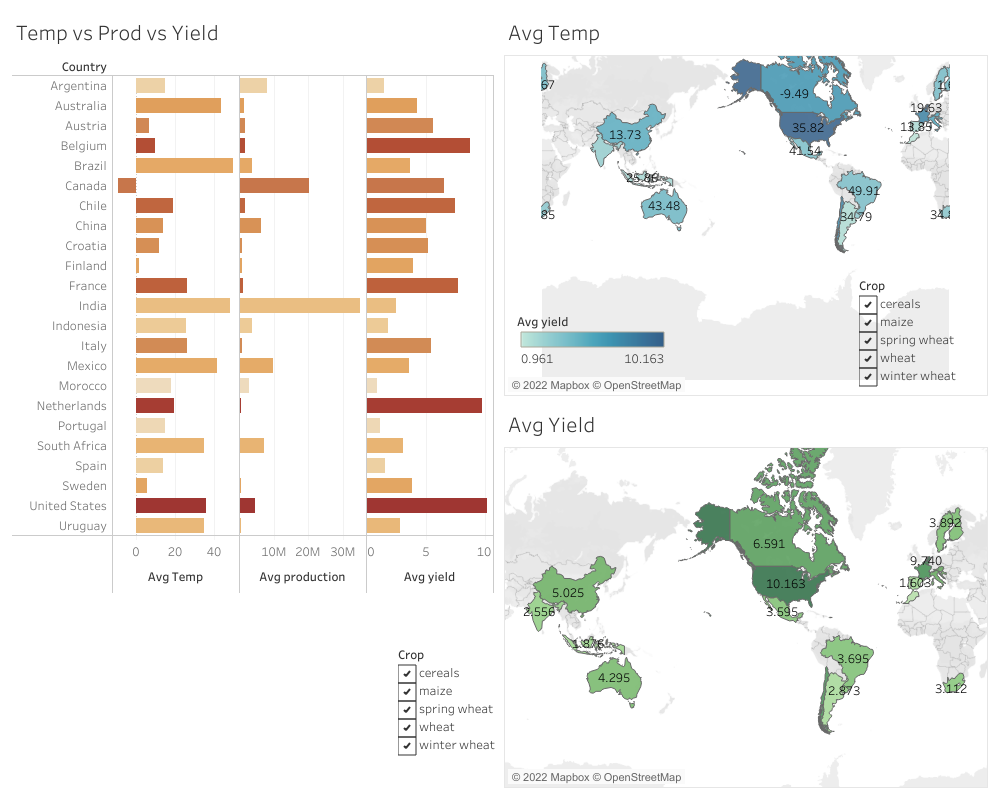 Temp vs Prod vs Yield
Country
Argentina
Australia
Austria
Belgium
Brazil
Canada
Chile
China
Croatia
Finland
France
India
Indonesia
Italy
Mexico
Morocco
Netherlands
Portugal
South Africa
Spain
Sweden
United States
Uruguay
0 20 40
10M 20M 30M
0 5 10
Avg Temp
Avg production
Avg yield
Crop
cereals
maize
spring wheat
wheat
winter wheat
Avg Temp
67
-9.49
19.63
13.73
35.82
13.85
41.54
49.91
43.48
85
34.79
Avg yield
0.961 10.163
Crop
cereals
maize
spring wheat
wheat
winter wheat
© 2022 Mapbox © OpenStreetMap
Avg Yield
3.892
6.591
9.740
10.163
5.025
1.603
2.556
3.595
1.876
3.695
4.295
2.873
3.112
© 2022 Mapbox © OpenStreetMap